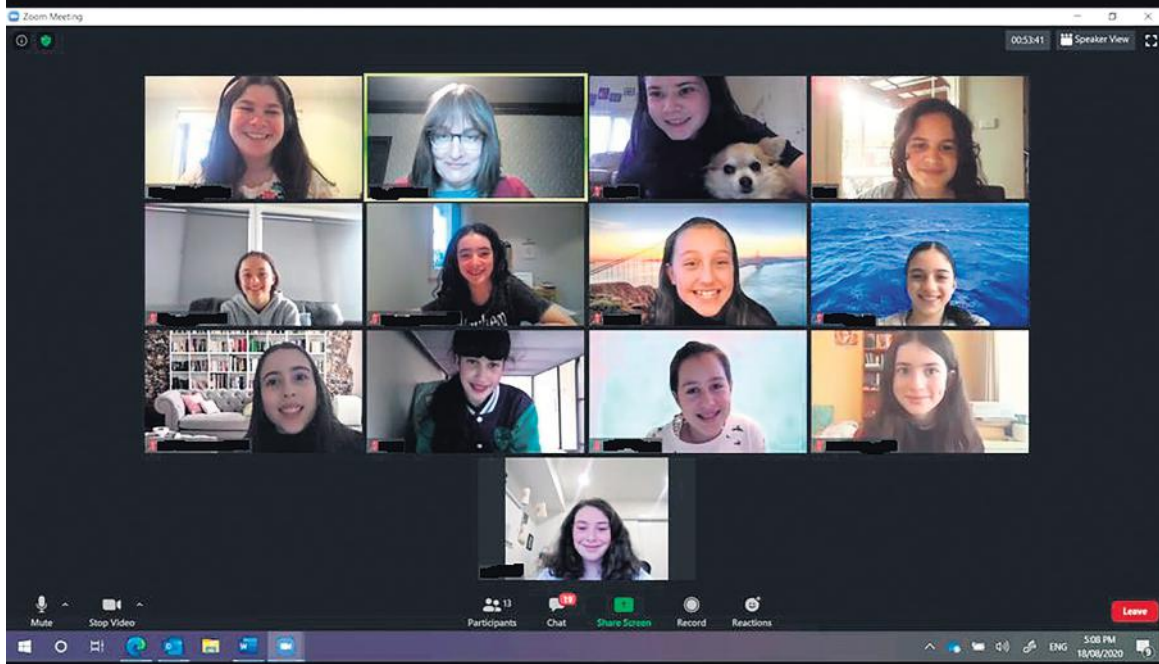 Zoom Meeting
00:53:41 Speaker View
Mute
Stop Video
13
Participants
19
Chat
Share Screen
Record
Reactions
Leave
ENG
5:08 PM
18/08/2020